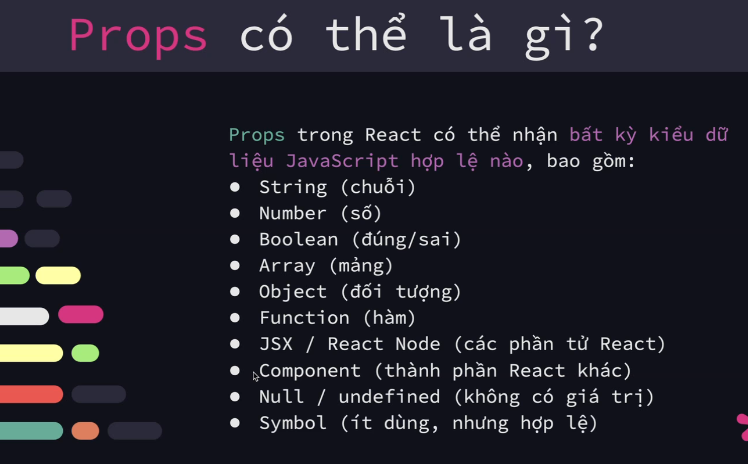 Props có thể là gì?
Props trong React có thể nhận bất kỳ kiểu dữ
liệu JavaScript hợp lệ nào, bao gồm:
● String (chuỗi)
● Number (số)
● Boolean (đúng/sai)
● Array (mảng)
● Object (đối tượng)
● Function (hàm)
● JSX / React Node (các phần tử React)
● Component (thành phần React khác)
● Null / undefined (không có giá trị)
● Symbol (ít dùng, nhưng hợp lệ)